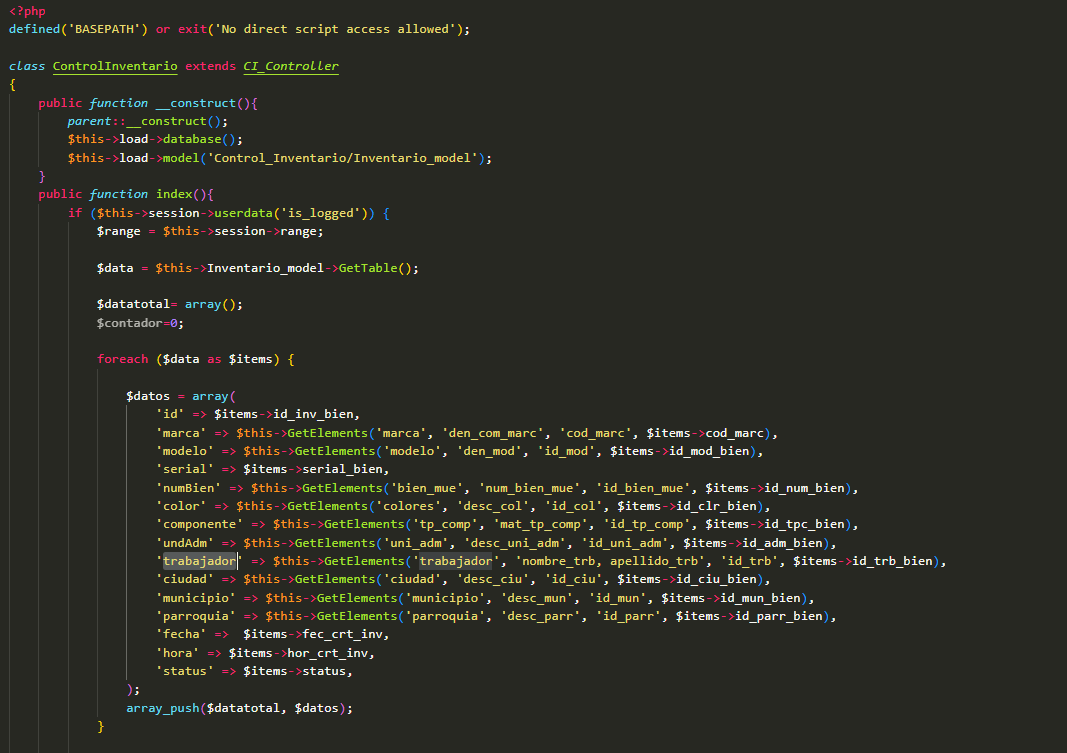 <?php
defined('BASEPATH') or exit('No direct script access allowed');
class ControlInventario extends CI_Controller
{
public function __construct(){
parent::__construct();
$this->load->database();
$this->load->model('Control_Inventario/Inventario_model');
}
public function index(){
if ($this->session->userdata('is_logged')) {
$range = $this->session->range;
$data = $this->Inventario_model->GetTable();
$datatotal= array();
$contador=0;
foreach ($data as $items) {
$datos = array(
'id' => $items->id_inv_bien,
'marca' => $this->GetElements('marca', 'den_com_marc', 'cod_marc', $items->cod_marc),
'modelo' => $this->GetElements('modelo', 'den_mod', 'id_mod', $items->id_mod_bien),
'serial' => $items->serial_bien,
'numBien' => $this->GetElements('bien_mue', 'num_bien_mue', 'id_bien_mue', $items->id_num_bien),
'color' => $this->GetElements('colores', 'desc_col', 'id_col', $items->id_clr_bien),
'componente' => $this->GetElements('tp_comp', 'mat_tp_comp', 'id_tp_comp', $items->id_tpc_bien),
'undAdm' => $this->GetElements('uni_adm', 'desc_uni_adm', 'id_uni_adm', $items->id_adm_bien),
'trabajador' => $this->GetElements('trabajador', 'nombre_trb, apellido_trb', 'id_trb', $items->id_trb_bien),
'ciudad' => $this->GetElements('ciudad', 'desc_ciu', 'id_ciu', $items->id_ciu_bien),
'municipio' => $this->GetElements('municipio', 'desc_mun', 'id_mun', $items->id_mun_bien),
'parroquia' => $this->GetElements('parroquia', 'desc_parr', 'id_parr', $items->id_parr_bien),
'fecha' =>  $items->fec_crt_inv,
'hora' => $items->hor_crt_inv,
'status' => $items->status,
);
array_push($datatotal, $datos);
}